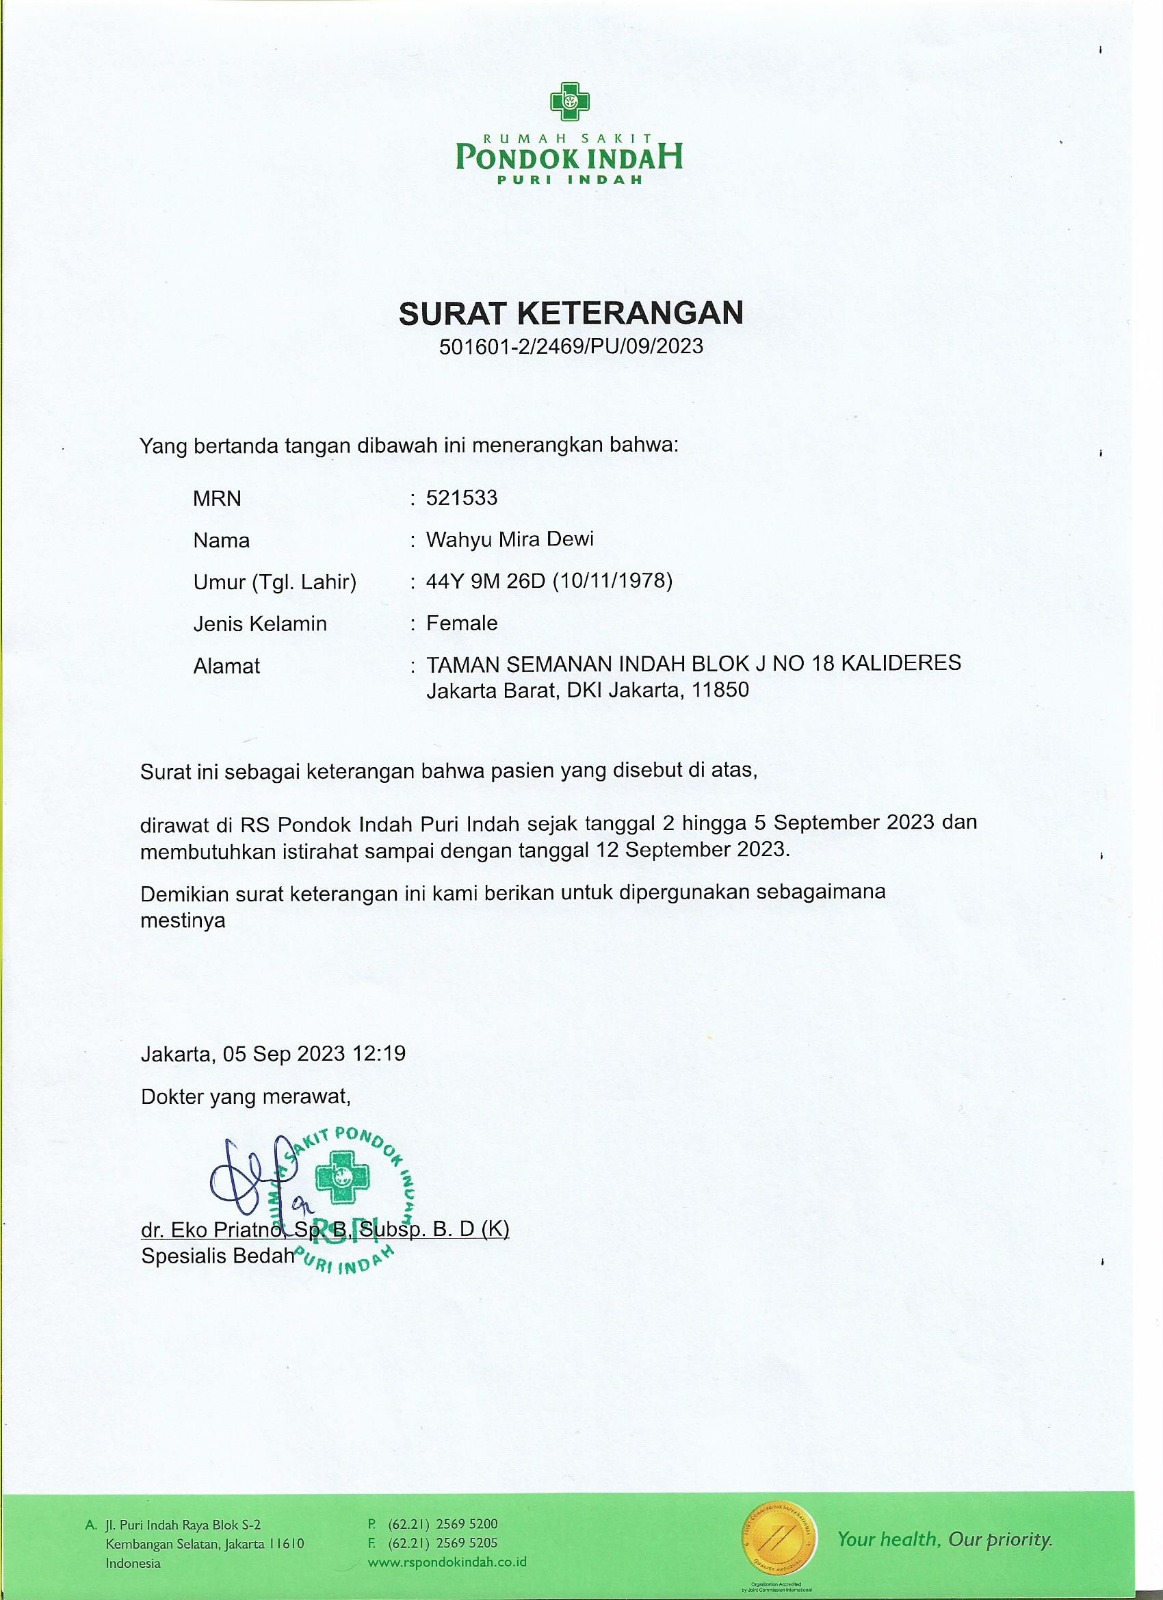 RUMAH SAKIT
PONDOK INDAH
PURI INDAH
SURAT KETERANGAN
501601-2/2469/PU/09/2023
Yang bertanda tangan dibawah ini menerangkan bahwa:
MRN : 521533
Nama : Wahyu Mira Dewi
Umur (Tgl. Lahir) : 44Y 9M 26D (10/11/1978)
Jenis Kelamin : Female
Alamat : TAMAN SEMANAN INDAH BLOK J NO 18 KALIDERES
Jakarta Barat, DKI Jakarta, 11850
Surat ini sebagai keterangan bahwa pasien yang disebut di atas,
dirawat di RS Pondok Indah Puri Indah sejak tanggal 2 hingga 5 September 2023 dan
membutuhkan istirahat sampai dengan tanggal 12 September 2023.
Demikian surat keterangan ini kami berikan untuk dipergunakan sebagaimana
mestinya
Jakarta, 05 Sep 2023 12:19
Dokter yang merawat,
RUMAH SAKIT PONDOK INDAH
RSPI
PURI INDAH
dr. Eko Priatno, Sp. B, Subsp. B. D (K)
Spesialis Bedah
A. Jl. Puri Indah Raya Blok S-2
Kembangan Selatan, Jakarta 11610
Indonesia
P. (62.21) 2569 5200
F. (62.21) 2569 5205
www.rspondokindah.co.id
Organization Accredited
by Joint Commission International
Your health, Our priority.